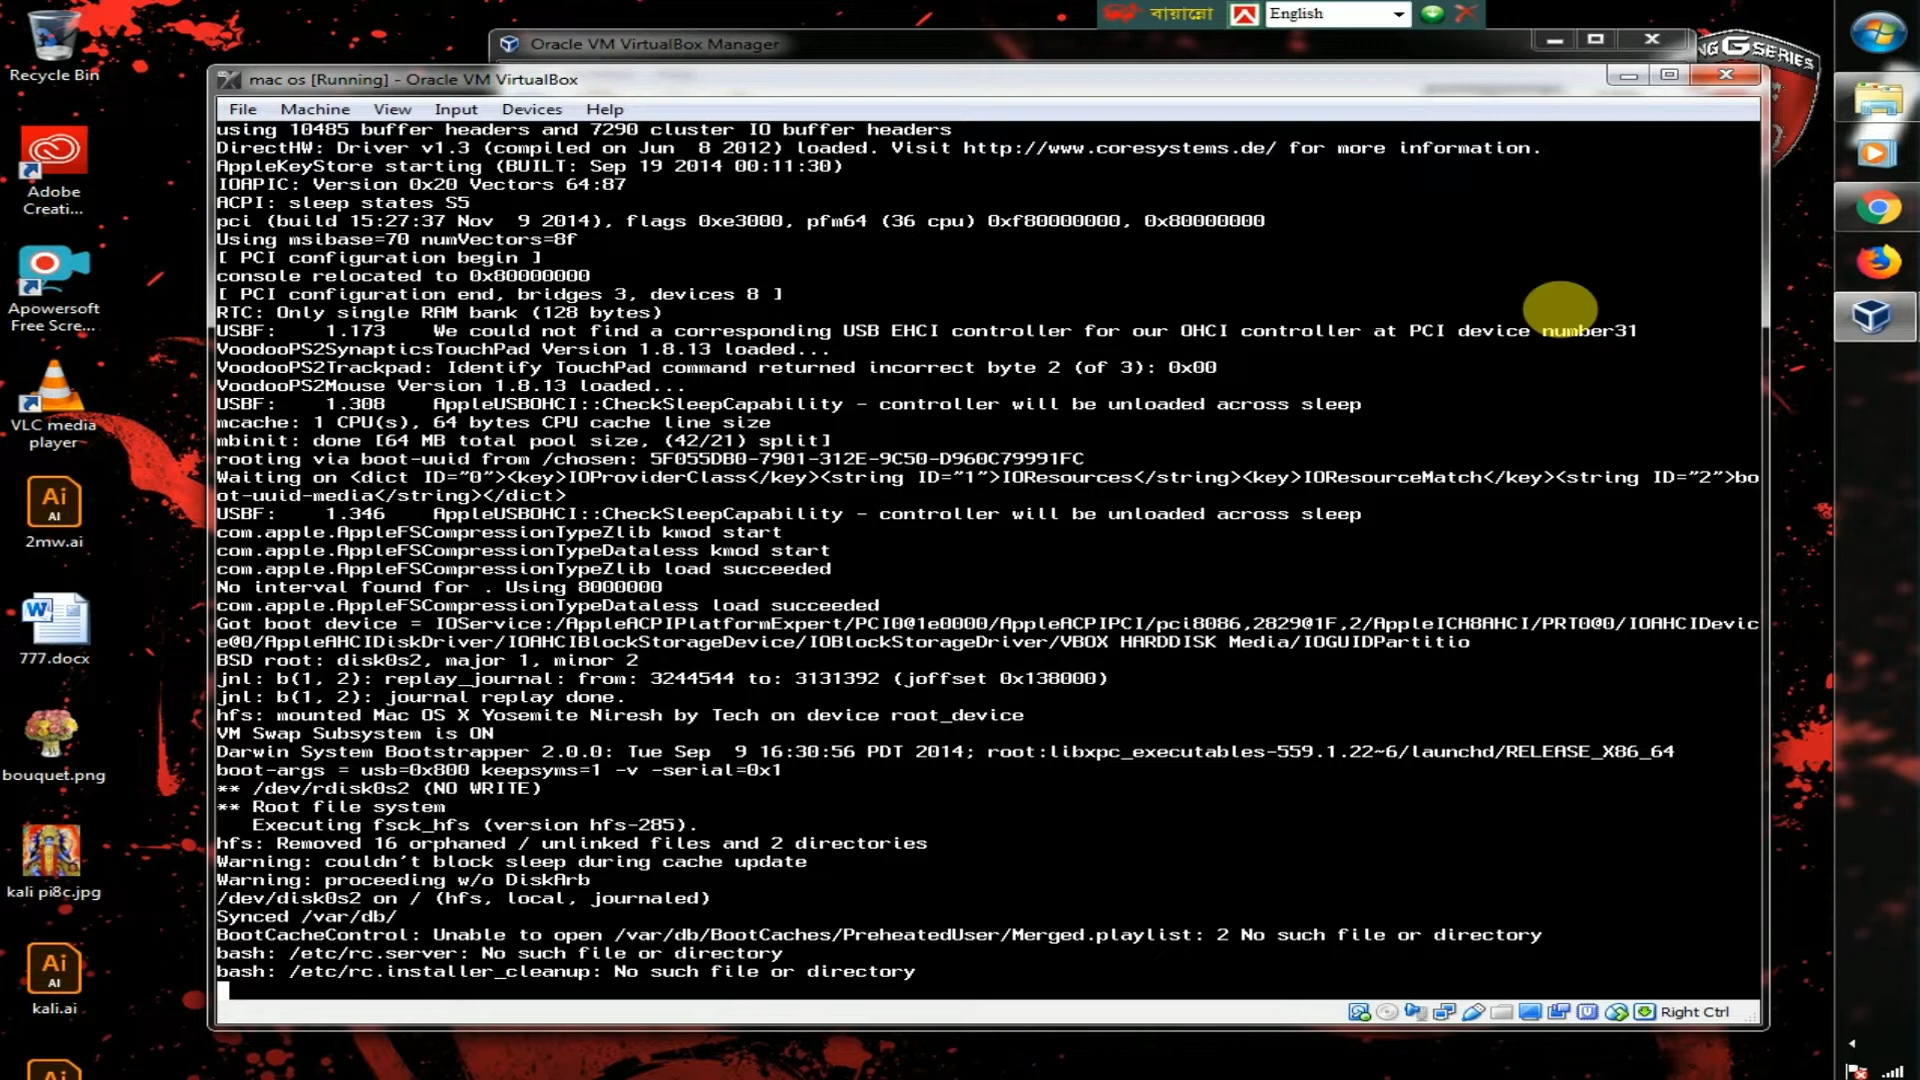 বায়ান্নো
English
Oracle VM VirtualBox Manager
G SERIES
mac os [Running] - Oracle VM VirtualBox
File Machine View Input Devices Help
using 10485 buffer headers and 7290 cluster IO buffer headers
DirectHW: Driver v1.3 (compiled on Jun  8 2012) loaded. Visit http://www.coresystems.de/ for more information.
AppleKeyStore starting (BUILT: Sep 19 2014 00:11:30)
IOAPIC: Version 0x20 Vectors 64:87
ACPI: sleep states S5
pci (build 15:27:37 Nov  9 2014), flags 0xe3000, pfm64 (36 cpu) 0xf80000000, 0x80000000
Using msibase=70 numVectors=8f
[ PCI configuration begin ]
console relocated to 0x80000000
[ PCI configuration end, bridges 3, devices 8 ]
RTC: Only single RAM bank (128 bytes)
USBF:    1.173    We could not find a corresponding USB EHCI controller for our OHCI controller at PCI device number31
VoodooPS2SynapticsTouchPad Version 1.8.13 loaded...
VoodooPS2Trackpad: Identify TouchPad command returned incorrect byte 2 (of 3): 0x00
VoodooPS2Mouse Version 1.8.13 loaded...
USBF:    1.308    AppleUSBOHCI::CheckSleepCapability - controller will be unloaded across sleep
mcache: 1 CPU(s), 64 bytes CPU cache line size
mbinit: done [64 MB total pool size, (42/21) split]
rooting via boot-uuid from /chosen: 5F055DB0-7901-312E-9C50-D960C79991FC
Waiting on <dict ID="0"><key>IOProviderClass</key><string ID="1">IOResources</string><key>IOResourceMatch</key><string ID="2">bo
ot-uuid-media</string></dict>
USBF:    1.346    AppleUSBOHCI::CheckSleepCapability - controller will be unloaded across sleep
com.apple.AppleFSCompressionTypeZlib kmod start
com.apple.AppleFSCompressionTypeDataless kmod start
com.apple.AppleFSCompressionTypeZlib load succeeded
No interval found for . Using 8000000
com.apple.AppleFSCompressionTypeDataless load succeeded
Got boot device = IOService:/AppleACPIPlatformExpert/PCI0@1e0000/AppleACPIPCI/pci8086,2829@1F,2/AppleICH8AHCI/PRT0@0/IOAHCIDevic
e@0/AppleAHCIDiskDriver/IOAHCIBlockStorageDevice/IOBlockStorageDriver/VBOX HARDDISK Media/IOGUIDPartitio
BSD root: disk0s2, major 1, minor 2
jnl: b(1, 2): replay_journal: from: 3244544 to: 3131392 (joffset 0x138000)
jnl: b(1, 2): journal replay done.
hfs: mounted Mac OS X Yosemite Niresh by Tech on device root_device
VM Swap Subsystem is ON
Darwin System Bootstrapper 2.0.0: Tue Sep  9 16:30:56 PDT 2014; root:libxpc_executables-559.1.22~6/launchd/RELEASE_X86_64
boot-args = usb=0x800 keepsyms=1 -v -serial=0x1
** /dev/rdisk0s2 (NO WRITE)
** Root file system
   Executing fsck_hfs (version hfs-285).
hfs: Removed 16 orphaned / unlinked files and 2 directories
Warning: couldn't block sleep during cache update
Warning: proceeding w/o DiskArb
/dev/disk0s2 on / (hfs, local, journaled)
Synced /var/db/
BootCacheControl: Unable to open /var/db/BootCaches/PreheatedUser/Merged.playlist: 2 No such file or directory
bash: /etc/rc.server: No such file or directory
bash: /etc/rc.installer_cleanup: No such file or directory
Right Ctrl
Recycle Bin
Adobe
Creati...
Apowersoft
Free Scre...
VLC media
player
Ai
AI
2mw.ai
777.docx
bouquet.png
kali pi8c.jpg
Ai
AI
kali.ai
Ai